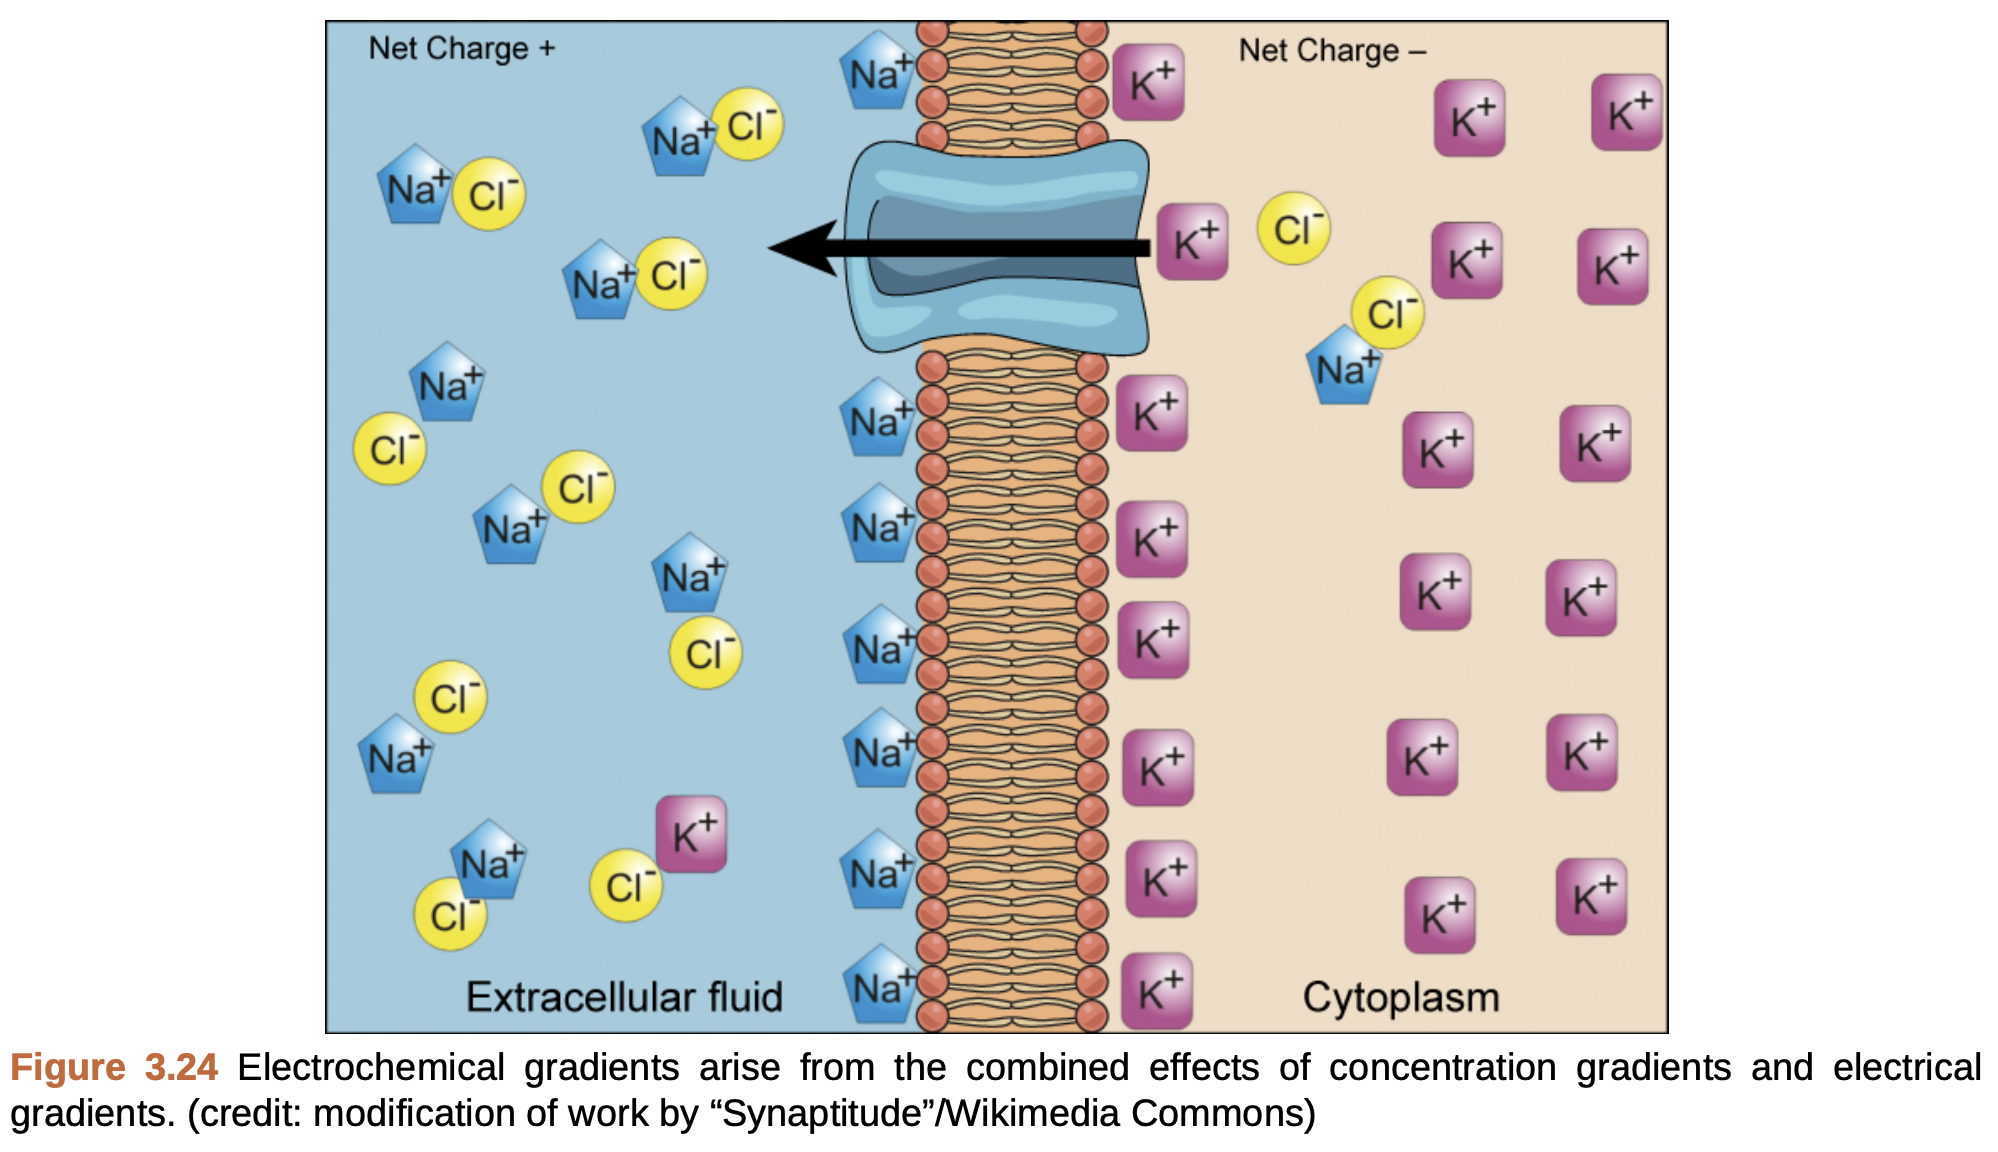 Net Charge +
Net Charge –
Na⁺
K⁺
K⁺
K⁺
Na⁺
Cl⁻
Na⁺
Cl⁻
K⁺
Cl⁻
K⁺
K⁺
Na⁺
Cl⁻
Cl⁻
Na⁺
Na⁺
Na⁺
K⁺
Cl⁻
K⁺
K⁺
Cl⁻
Na⁺
Na⁺
K⁺
Na⁺
K⁺
K⁺
Cl⁻
Na⁺
K⁺
Cl⁻
Na⁺
Na⁺
K⁺
K⁺
K⁺
K⁺
Na⁺
Cl⁻
Na⁺
K⁺
K⁺
Cl⁻
K⁺
Na⁺
K⁺
Extracellular fluid
Cytoplasm
Figure 3.24 Electrochemical gradients arise from the combined effects of concentration gradients and electrical
gradients. (credit: modification of work by “Synaptitude”/Wikimedia Commons)